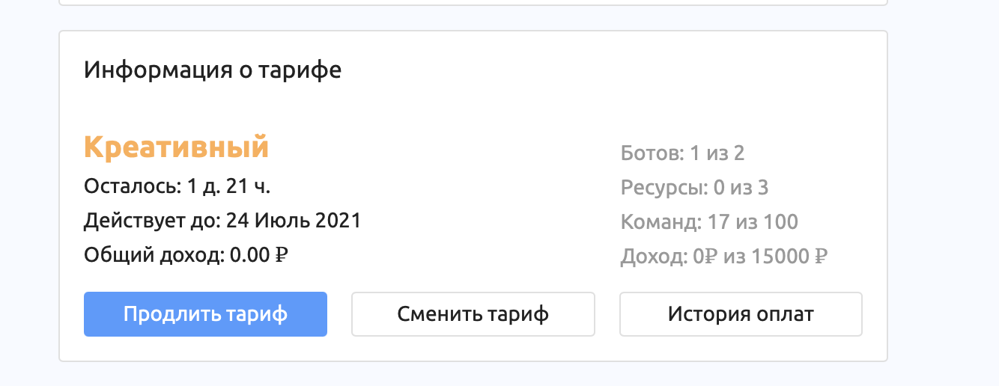 Информация о тарифе
Креативный
Осталось: 1 д. 21 ч.
Действует до: 24 Июль 2021
Общий доход: 0.00 ₽
Ботов: 1 из 2
Ресурсы: 0 из 3
Команд: 17 из 100
Доход: 0₽ из 15000 ₽
Продлить тариф
Сменить тариф
История оплат